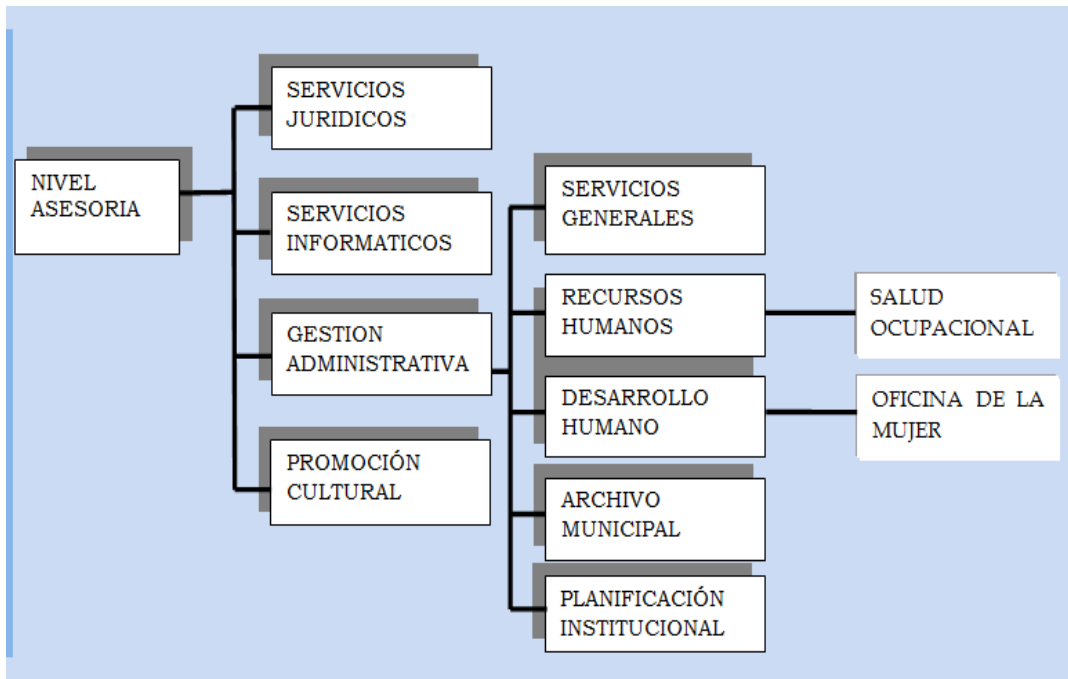 NIVEL
ASESORIA
SERVICIOS
JURIDICOS
SERVICIOS
INFORMATICOS
GESTION
ADMINISTRATIVA
PROMOCIÓN
CULTURAL
SERVICIOS
GENERALES
RECURSOS
HUMANOS
DESARROLLO
HUMANO
ARCHIVO
MUNICIPAL
PLANIFICACIÓN
INSTITUCIONAL
SALUD
OCUPACIONAL
OFICINA DE LA
MUJER